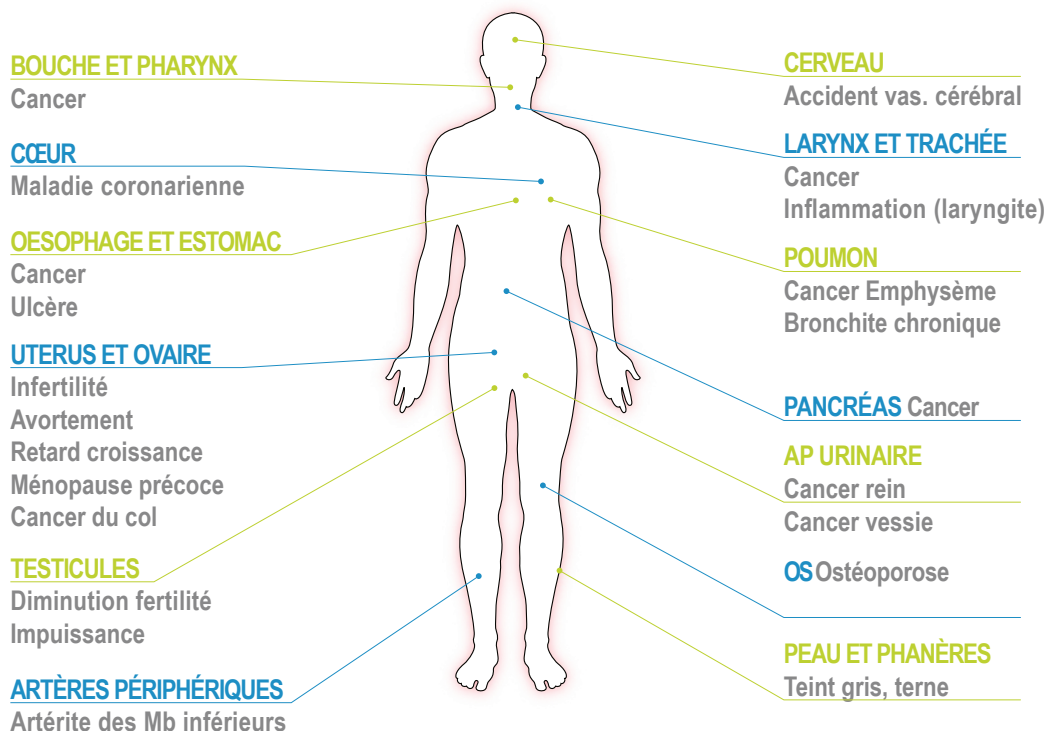 BOUCHE ET PHARYNX
Cancer
CŒUR
Maladie coronarienne
OESOPHAGE ET ESTOMAC
Cancer
Ulcère
UTERUS ET OVAIRE
Infertilité
Avortement
Retard croissance
Ménopause précoce
Cancer du col
TESTICULES
Diminution fertilité
Impuissance
ARTÈRES PÉRIPHÉRIQUES
Artérite des Mb inférieurs
CERVEAU
Accident vas. cérébral
LARYNX ET TRACHÉE
Cancer
Inflammation (laryngite)
POUMON
Cancer Emphysème
Bronchite chronique
PANCRÉAS Cancer
AP URINAIRE
Cancer rein
Cancer vessie
OS Ostéoporose
PEAU ET PHANÈRES
Teint gris, terne